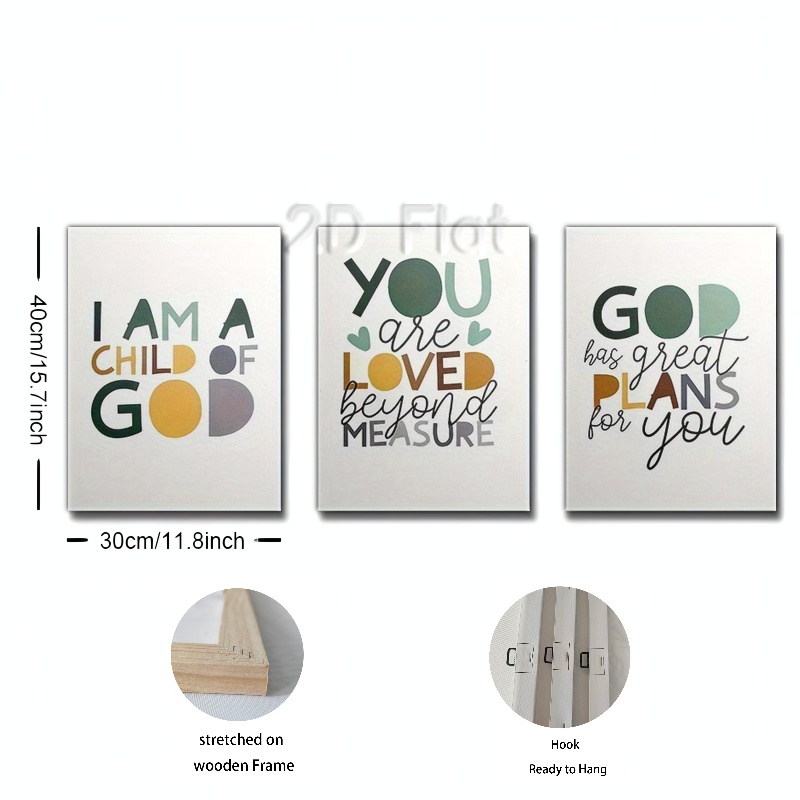 2D Flat
I AM A
CHILD OF
GOD
YOU
are
LOVED
beyond
MEASURE
GOD
has great
PLANS
for you
40cm/15.7inch
30cm/11.8inch
stretched on
wooden Frame
Hook
Ready to Hang